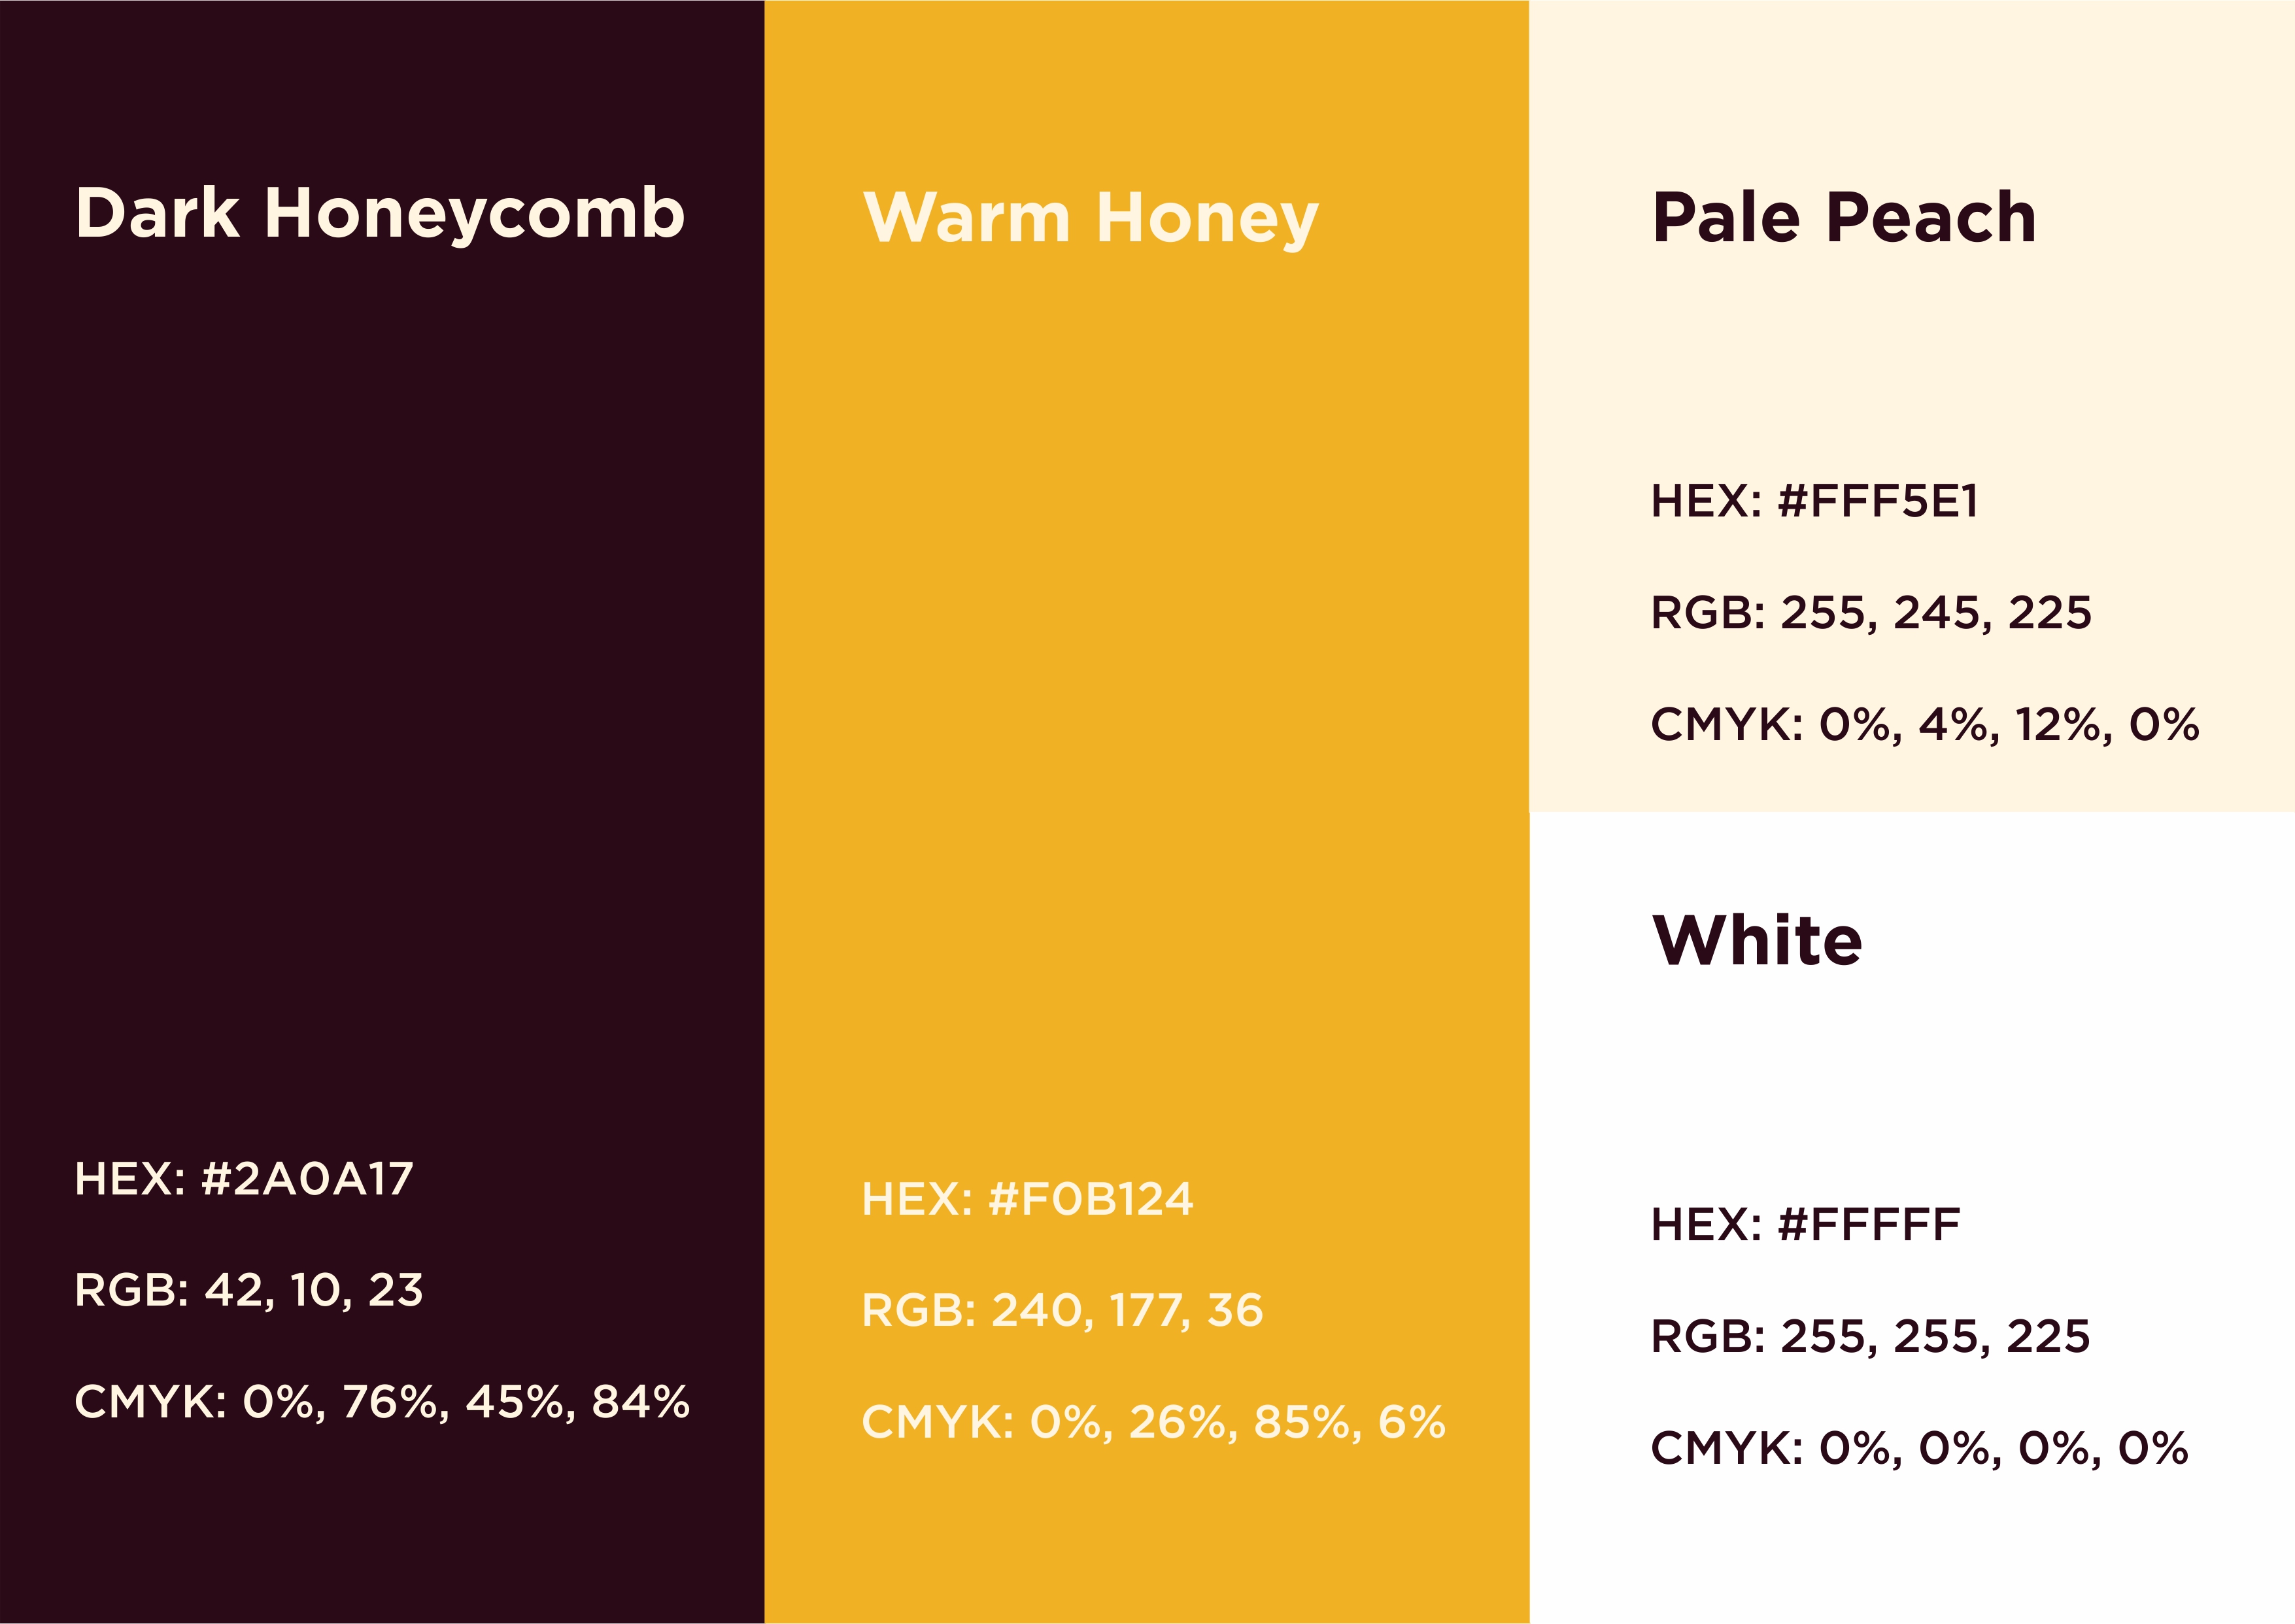 Dark Honeycomb
HEX: #2A0A17
RGB: 42, 10, 23
CMYK: 0%, 76%, 45%, 84%
Warm Honey
HEX: #F0B124
RGB: 240, 177, 36
CMYK: 0%, 26%, 85%, 6%
Pale Peach
HEX: #FFF5E1
RGB: 255, 245, 225
CMYK: 0%, 4%, 12%, 0%
White
HEX: #FFFFF
RGB: 255, 255, 225
CMYK: 0%, 0%, 0%, 0%